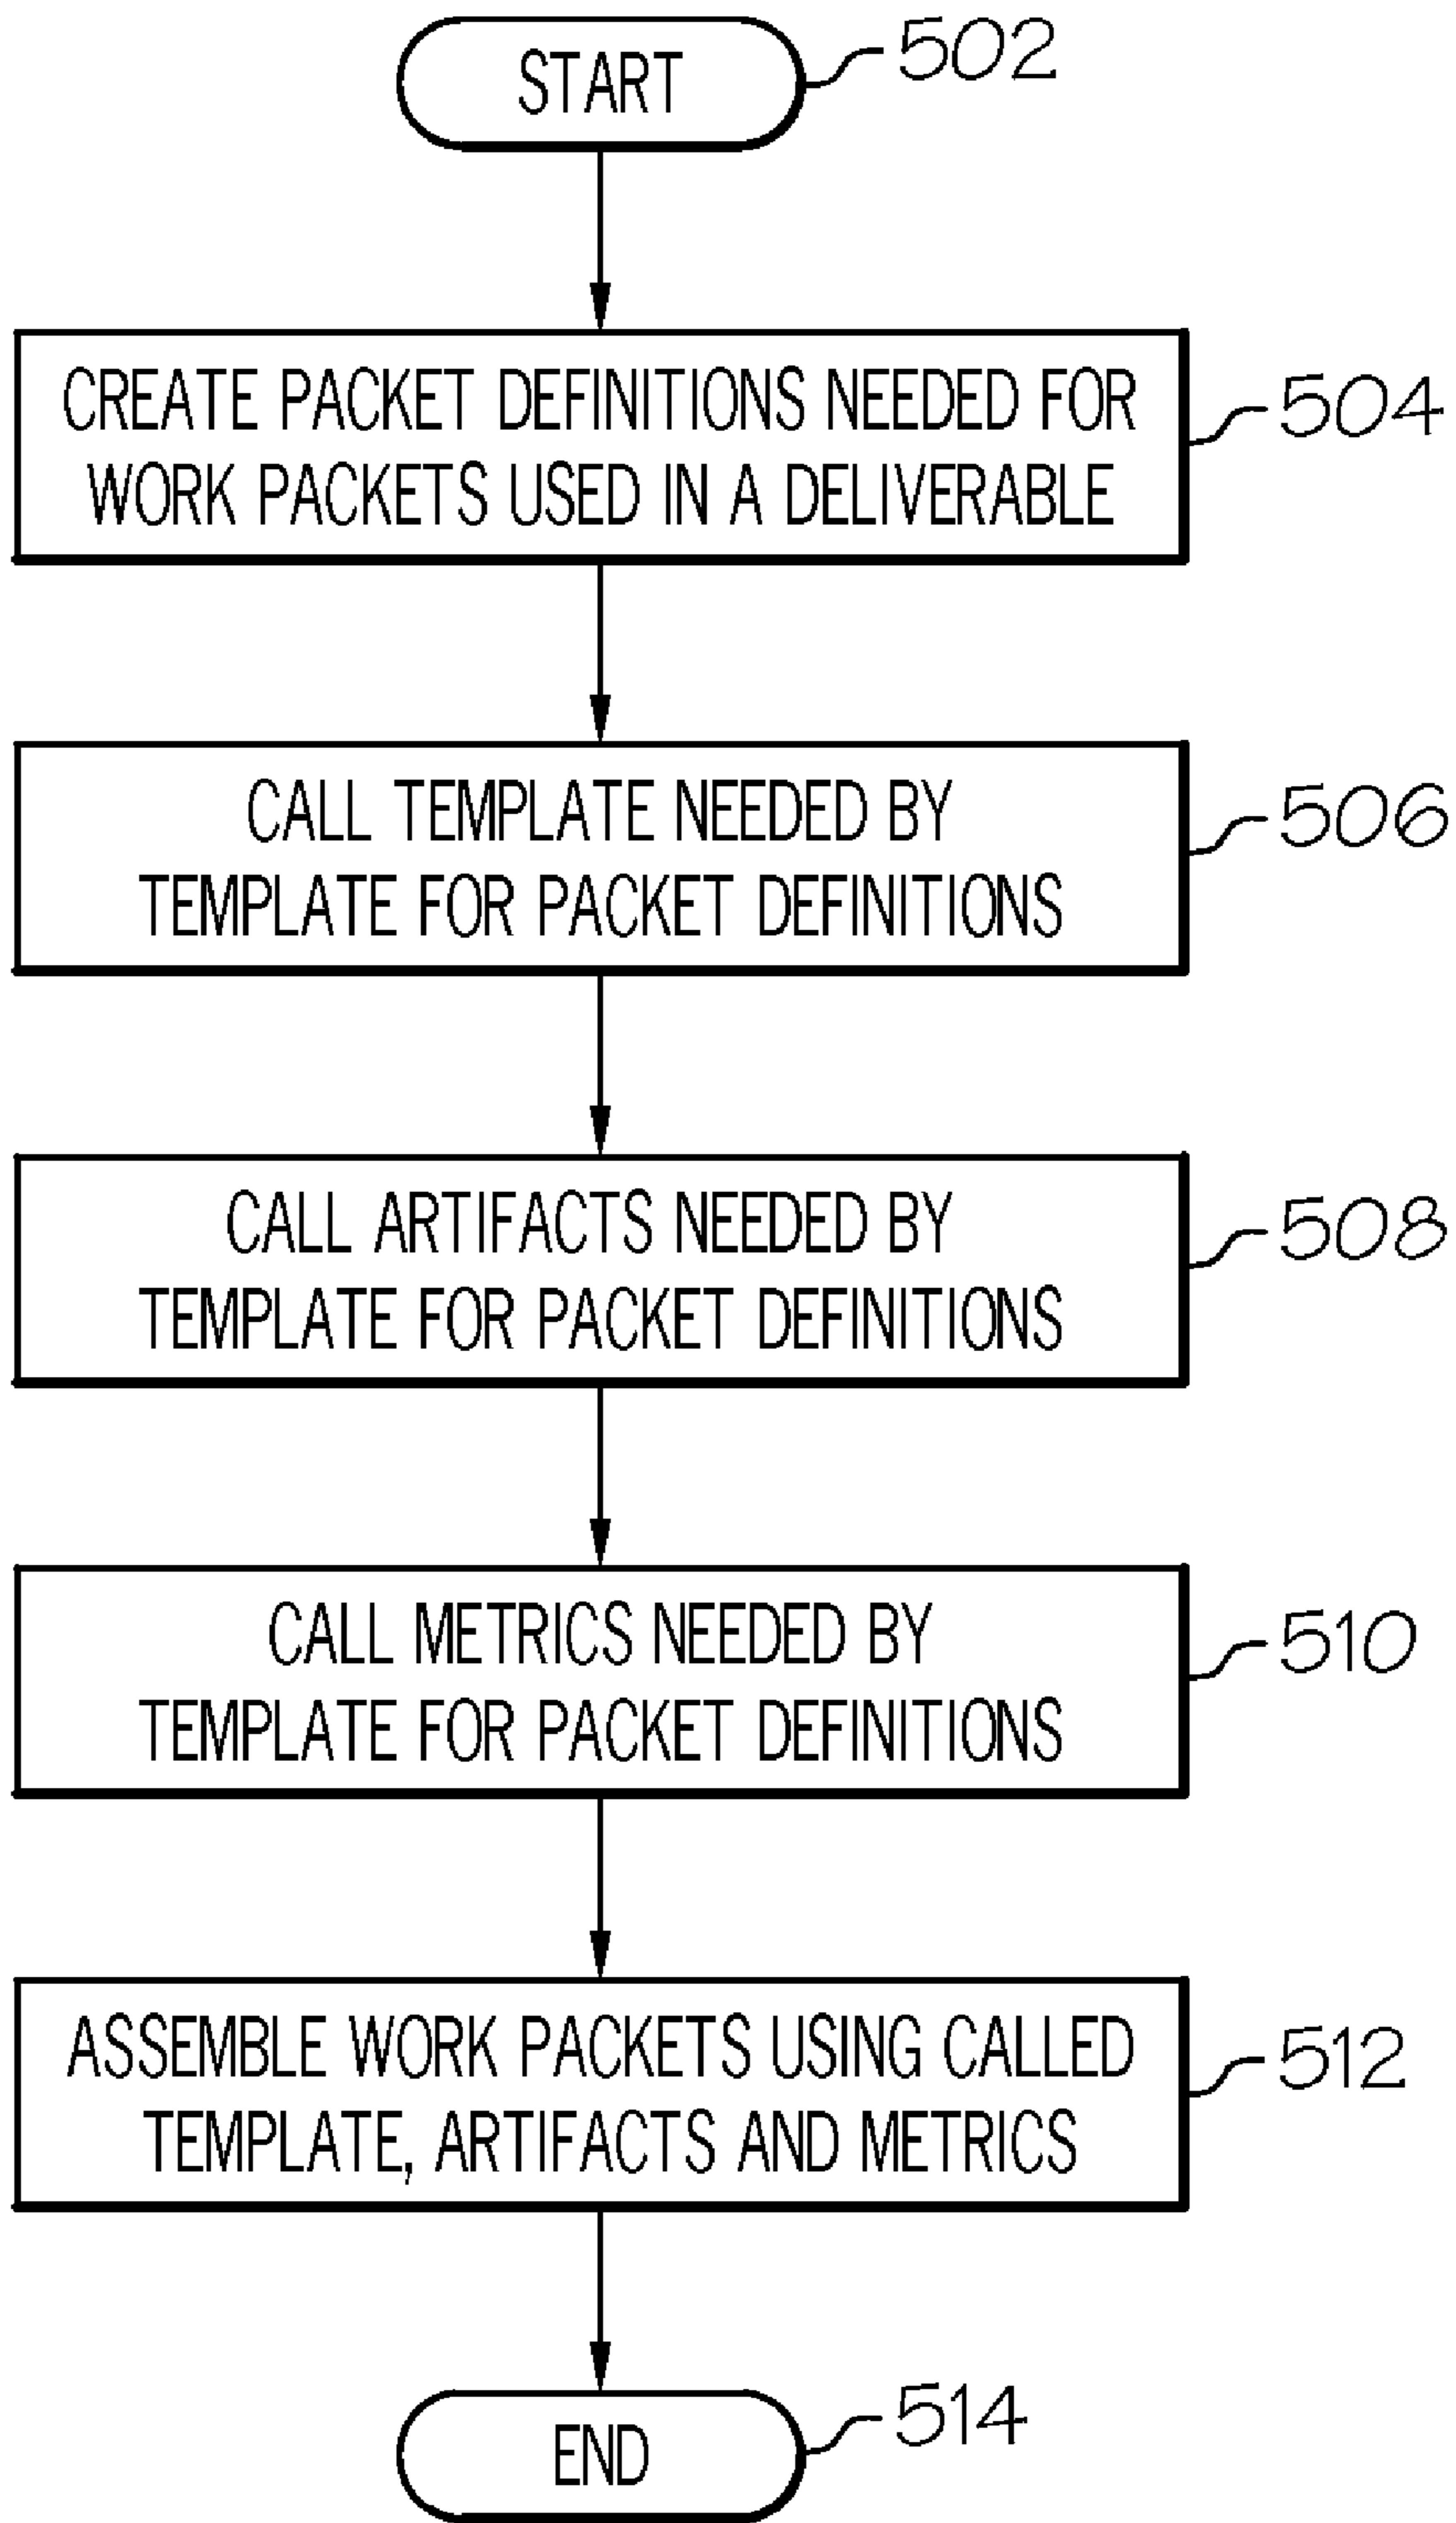 START
502
CREATE PACKET DEFINITIONS NEEDED FOR
WORK PACKETS USED IN A DELIVERABLE
504
CALL TEMPLATE NEEDED BY
TEMPLATE FOR PACKET DEFINITIONS
506
CALL ARTIFACTS NEEDED BY
TEMPLATE FOR PACKET DEFINITIONS
508
CALL METRICS NEEDED BY
TEMPLATE FOR PACKET DEFINITIONS
510
ASSEMBLE WORK PACKETS USING CALLED
TEMPLATE, ARTIFACTS AND METRICS
512
END
514